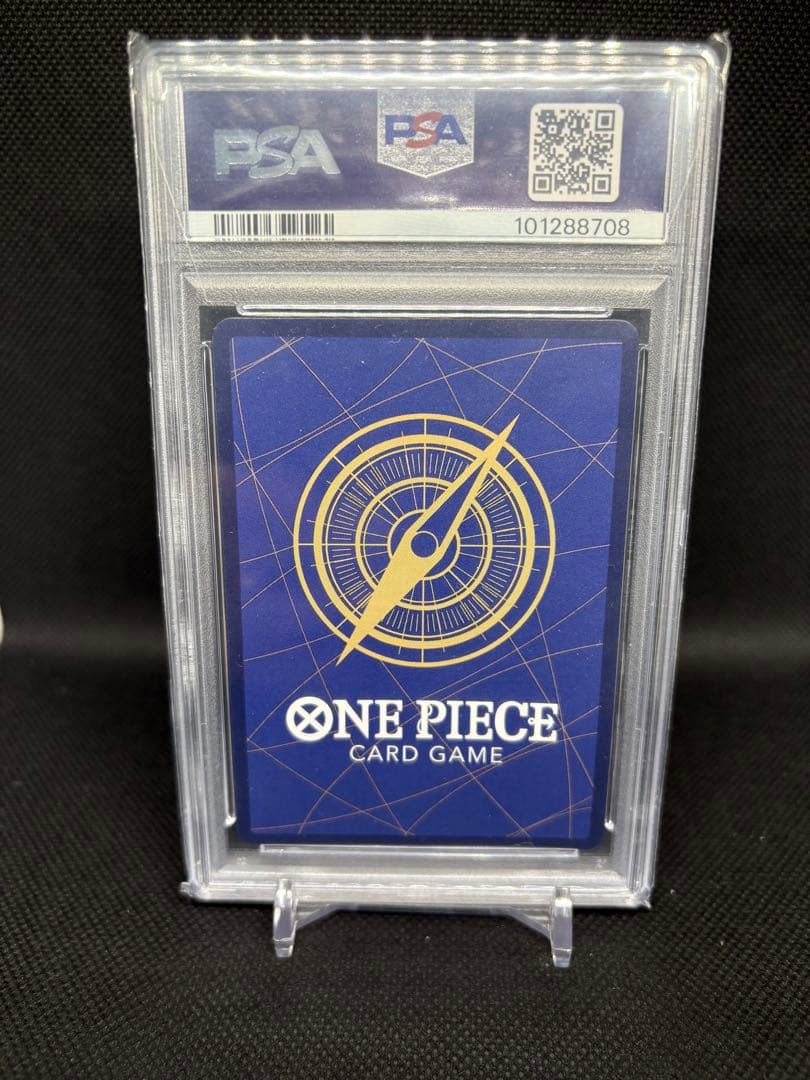 PSA
PSA
101288708
ONE PIECE
CARD GAME